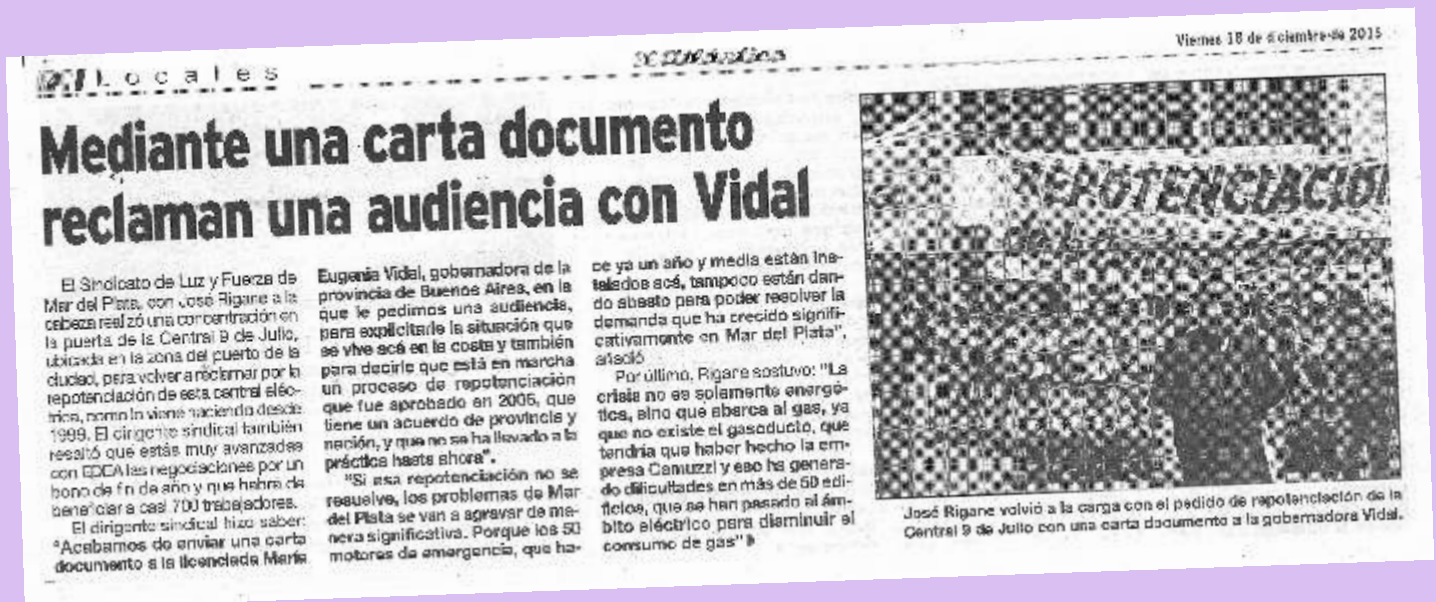 Locales
El Atlántico
Viernes 18 de diciembre de 2015
Mediante una carta documento
reclaman una audiencia con Vidal
El Sindicato de Luz y Fuerza de
Mar del Plata, con José Rigane a la
cabeza realizó una concentración en
la puerta de la Central 9 de Julio,
ubicada en la zona del puerto de la
ciudad, para volver a reclamar por la
repotenciación de esta central eléc-
trica, como lo viene haciendo desde
1999. El dirigente sindical también
resaltó que estás muy avanzadas
con EDEA las negociaciones por un
bono de fin de año y que habrá de
beneficiar a casi 700 trabajadores.
El dirigente sindical hizo saber:
"Acabamos de enviar una carta
documento a la licenciada María
Eugenia Vidal, gobernadora de la
provincia de Buenos Aires, en la
que le pedimos una audiencia,
para explicitarle la situación que
se vive acá en la costa y también
para decirle que está en marcha
un proceso de repotenciación
que fue aprobado en 2005, que
tiene un acuerdo de provincia y
nación, y que no se ha llevado a la
práctica hasta ahora".
"Si esa repotenciación no se
resuelve, los problemas de Mar
del Plata se van a agravar de ma-
nera significativa. Porque los 50
motores de emergencia, que ha-
ce ya un año y media están ins-
talados acá, tampoco están dan-
do abasto para poder resolver la
demanda que ha crecido signifi-
cativamente en Mar del Plata",
añadió
Por último, Rigane sostuvo: "La
crisis no es solamente energé-
tica, sino que abarca al gas, ya
que no existe el gasoducto, que
tendría que haber hecho la em-
presa Camuzzi y eso ha genera-
do dificultades en más de 50 edi-
ficios, que se han pasado al ám-
bito eléctrico para disminuir el
consumo de gas"
REPOTENCIACION
José Rigane volvió a la carga con el pedido de repotenciación de la
Central 9 de Julio con una carta documento a la gobernadora Vidal.